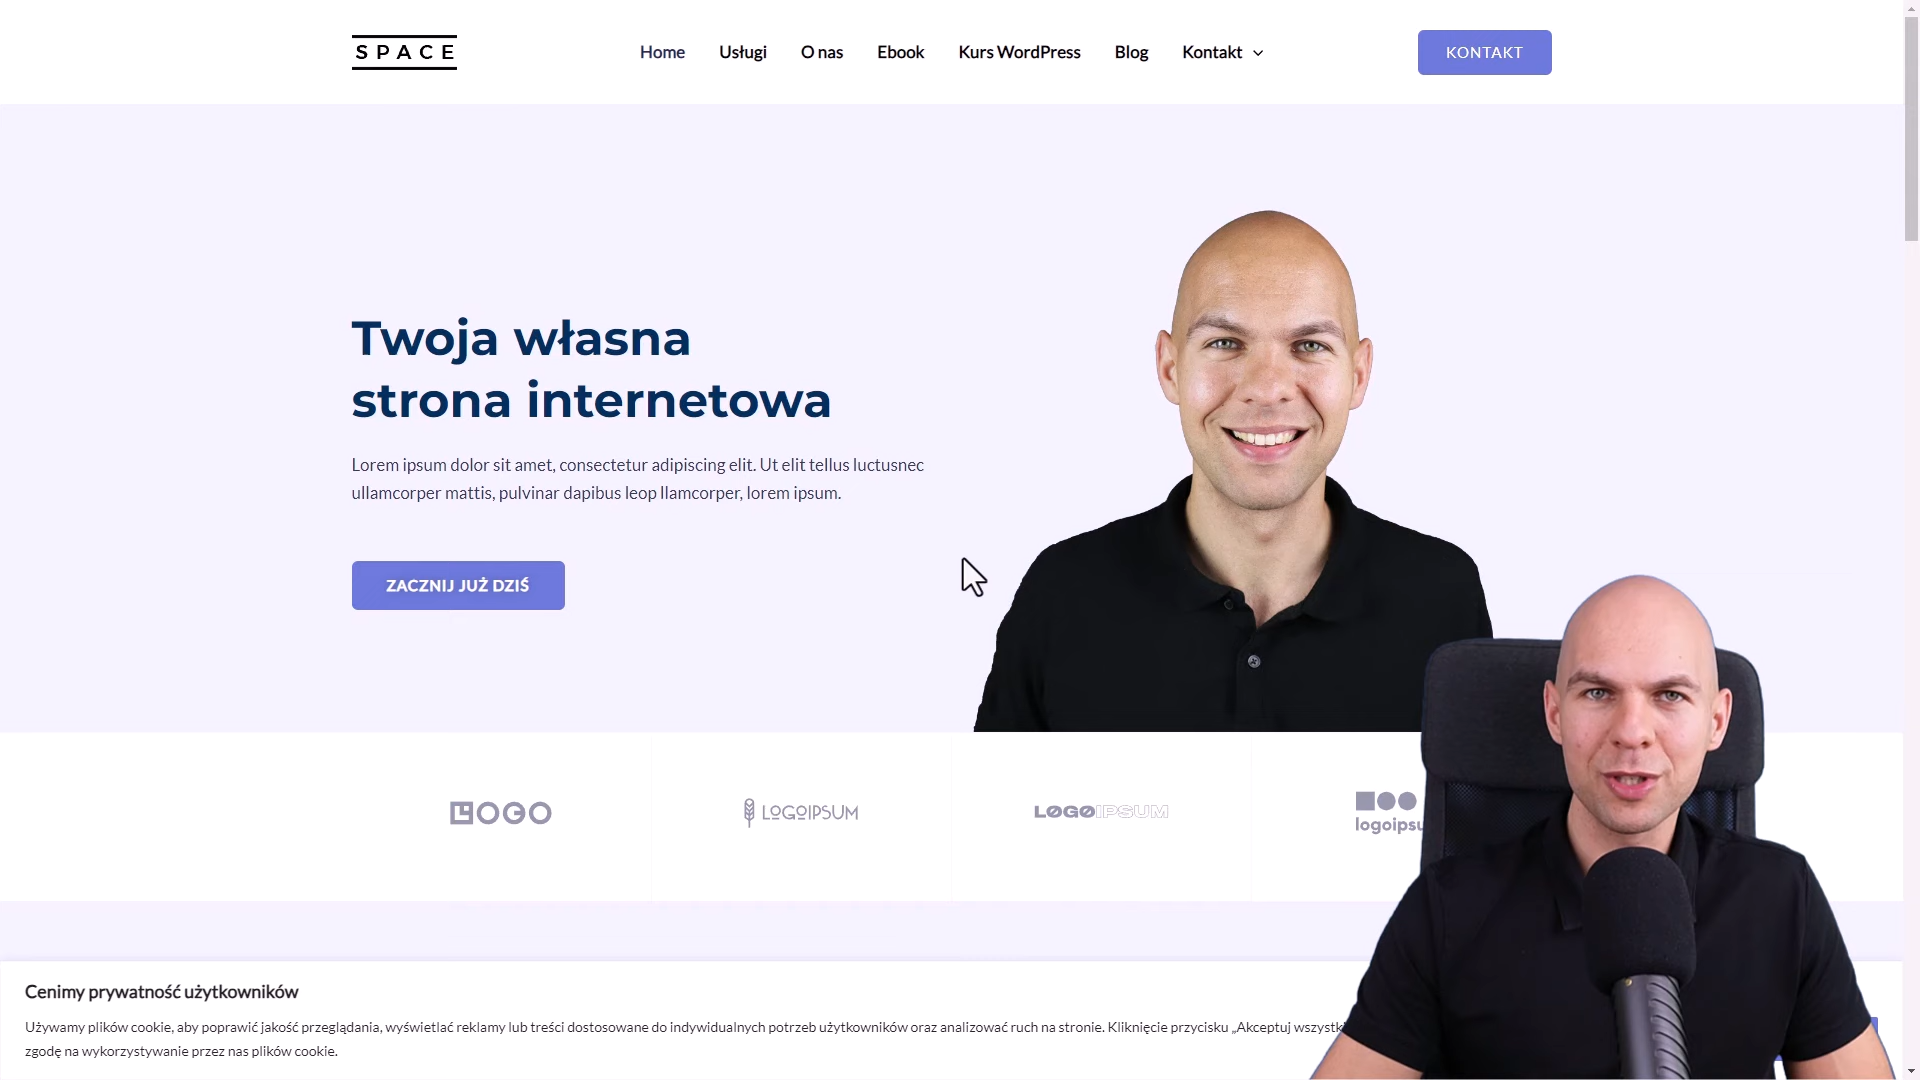 SPACE
Home
Usługi
O nas
Ebook
Kurs WordPress
Blog
Kontakt
KONTAKT
Twoja własna
strona internetowa
Lorem ipsum dolor sit amet, consectetur adipiscing elit. Ut elit tellus luctusnec
ullamcorper mattis, pulvinar dapibus leop llamcorper, lorem ipsum.
ZACZNIJ JUŻ DZIŚ
LOGO
LOGOIPSUM
LOGOIPSUM
logoipsu
Cenimy prywatność użytkowników
Używamy plików cookie, aby poprawić jakość przeglądania, wyświetlać reklamy lub treści dostosowane do indywidualnych potrzeb użytkowników oraz analizować ruch na stronie. Kliknięcie przycisku „Akceptuj wszystki
zgodę na wykorzystywanie przez nas plików cookie.